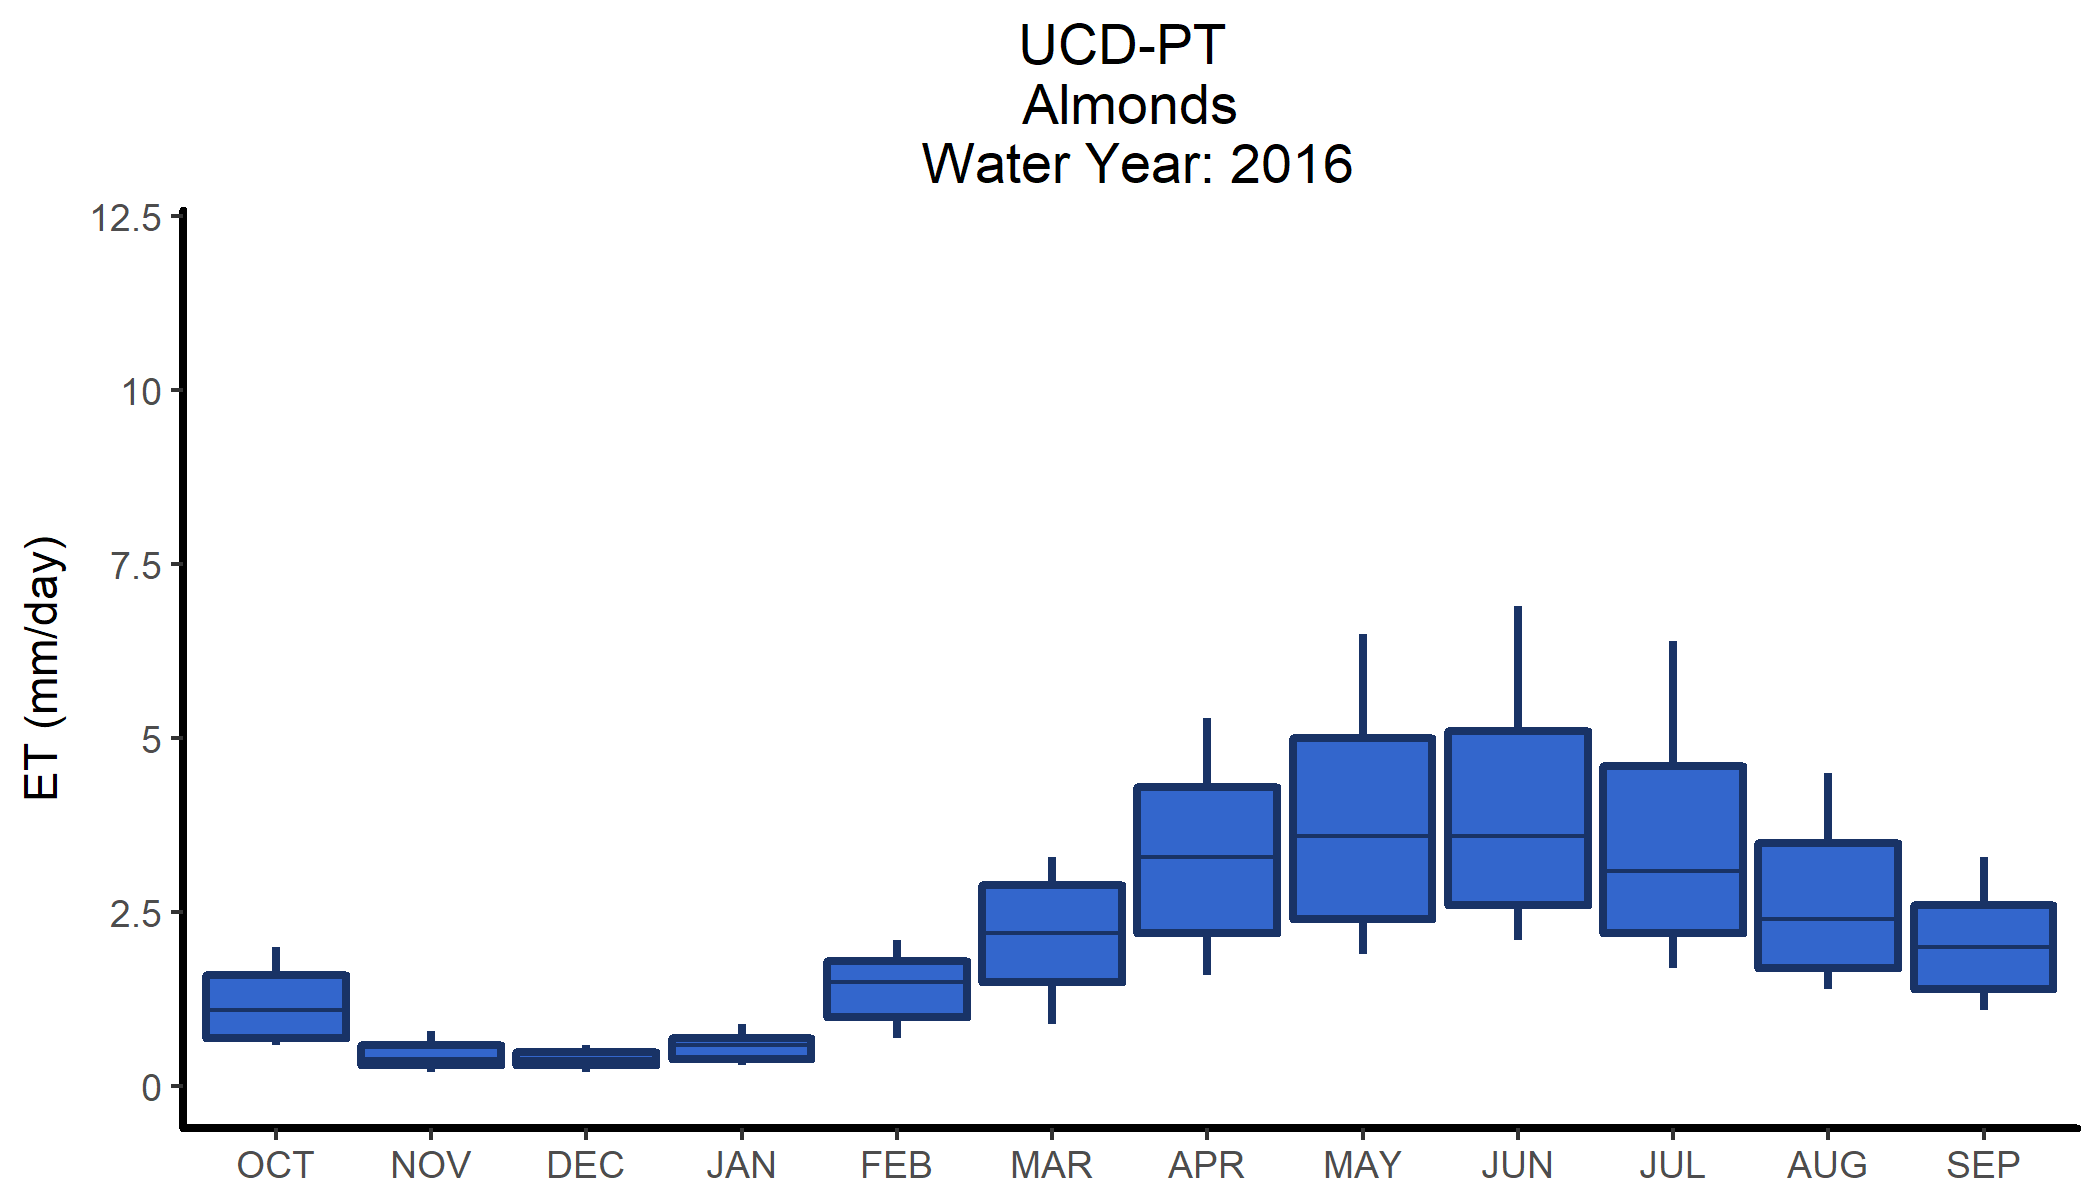 UCD-PT
Almonds
Water Year: 2016
ET (mm/day)
12.5
10
7.5
5
2.5
0
OCT NOV DEC JAN FEB MAR APR MAY JUN JUL AUG SEP